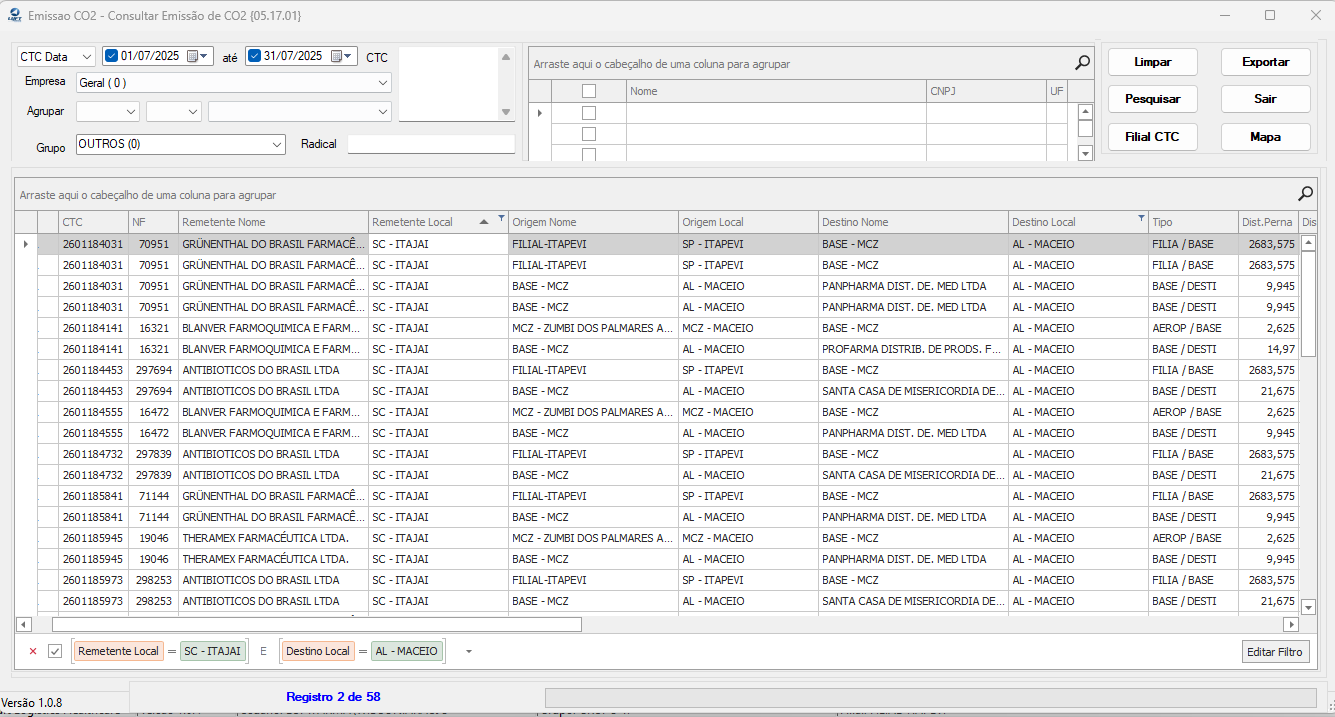 Emissao CO2 - Consultar Emissão de CO2 {05.17.01}
CTC Data 01/07/2025 até 31/07/2025 CTC
Empresa Geral ( 0 )
Agrupar
Grupo OUTROS (0) Radical
Arraste aqui o cabeçalho de uma coluna para agrupar
Nome CNPJ UF
Limpar Exportar
Pesquisar Sair
Filial CTC Mapa
Arraste aqui o cabeçalho de uma coluna para agrupar
CTC NF Remetente Nome Remetente Local Origem Nome Origem Local Destino Nome Destino Local Tipo Dist.Perna Dis
2601184031 70951 GRÜNENTHAL DO BRASIL FARMACÊ... SC - ITAJAI FILIAL-ITAPEVI SP - ITAPEVI BASE - MCZ AL - MACEIO FILIA / BASE 2683,575
2601184031 70951 GRÜNENTHAL DO BRASIL FARMACÊ... SC - ITAJAI FILIAL-ITAPEVI SP - ITAPEVI BASE - MCZ AL - MACEIO FILIA / BASE 2683,575
2601184031 70951 GRÜNENTHAL DO BRASIL FARMACÊ... SC - ITAJAI BASE - MCZ AL - MACEIO PANPHARMA DIST. DE. MED LTDA AL - MACEIO BASE / DESTI 9,945
2601184031 70951 GRÜNENTHAL DO BRASIL FARMACÊ... SC - ITAJAI BASE - MCZ AL - MACEIO PANPHARMA DIST. DE. MED LTDA AL - MACEIO BASE / DESTI 9,945
2601184141 16321 BLANVER FARMOQUIMICA E FARM... SC - ITAJAI MCZ - ZUMBI DOS PALMARES A... MCZ - MACEIO BASE - MCZ AL - MACEIO AEROP / BASE 2,625
2601184141 16321 BLANVER FARMOQUIMICA E FARM... SC - ITAJAI BASE - MCZ AL - MACEIO PROFARMA DISTRIB. DE PRODS. F... AL - MACEIO BASE / DESTI 14,97
2601184453 297694 ANTIBIOTICOS DO BRASIL LTDA SC - ITAJAI FILIAL-ITAPEVI SP - ITAPEVI BASE - MCZ AL - MACEIO FILIA / BASE 2683,575
2601184453 297694 ANTIBIOTICOS DO BRASIL LTDA SC - ITAJAI BASE - MCZ AL - MACEIO SANTA CASA DE MISERICORDIA DE... AL - MACEIO BASE / DESTI 21,675
2601184555 16472 BLANVER FARMOQUIMICA E FARM... SC - ITAJAI MCZ - ZUMBI DOS PALMARES A... MCZ - MACEIO BASE - MCZ AL - MACEIO AEROP / BASE 2,625
2601184555 16472 BLANVER FARMOQUIMICA E FARM... SC - ITAJAI BASE - MCZ AL - MACEIO PANPHARMA DIST. DE. MED LTDA AL - MACEIO BASE / DESTI 9,945
2601184732 297839 ANTIBIOTICOS DO BRASIL LTDA SC - ITAJAI FILIAL-ITAPEVI SP - ITAPEVI BASE - MCZ AL - MACEIO FILIA / BASE 2683,575
2601184732 297839 ANTIBIOTICOS DO BRASIL LTDA SC - ITAJAI BASE - MCZ AL - MACEIO SANTA CASA DE MISERICORDIA DE... AL - MACEIO BASE / DESTI 21,675
2601185841 71144 GRÜNENTHAL DO BRASIL FARMACÊ... SC - ITAJAI FILIAL-ITAPEVI SP - ITAPEVI BASE - MCZ AL - MACEIO FILIA / BASE 2683,575
2601185841 71144 GRÜNENTHAL DO BRASIL FARMACÊ... SC - ITAJAI BASE - MCZ AL - MACEIO PANPHARMA DIST. DE. MED LTDA AL - MACEIO BASE / DESTI 9,945
2601185945 19046 THERAMEX FARMACÉUTICA LTDA. SC - ITAJAI MCZ - ZUMBI DOS PALMARES A... MCZ - MACEIO BASE - MCZ AL - MACEIO AEROP / BASE 2,625
2601185945 19046 THERAMEX FARMACÉUTICA LTDA. SC - ITAJAI BASE - MCZ AL - MACEIO PANPHARMA DIST. DE. MED LTDA AL - MACEIO BASE / DESTI 9,945
2601185973 298253 ANTIBIOTICOS DO BRASIL LTDA SC - ITAJAI FILIAL-ITAPEVI SP - ITAPEVI BASE - MCZ AL - MACEIO FILIA / BASE 2683,575
2601185973 298253 ANTIBIOTICOS DO BRASIL LTDA SC - ITAJAI BASE - MCZ AL - MACEIO SANTA CASA DE MISERICORDIA DE... AL - MACEIO BASE / DESTI 21,675
Remetente Local = SC - ITAJAI E Destino Local = AL - MACEIO Editar Filtro
Versão 1.0.8 Registro 2 de 58